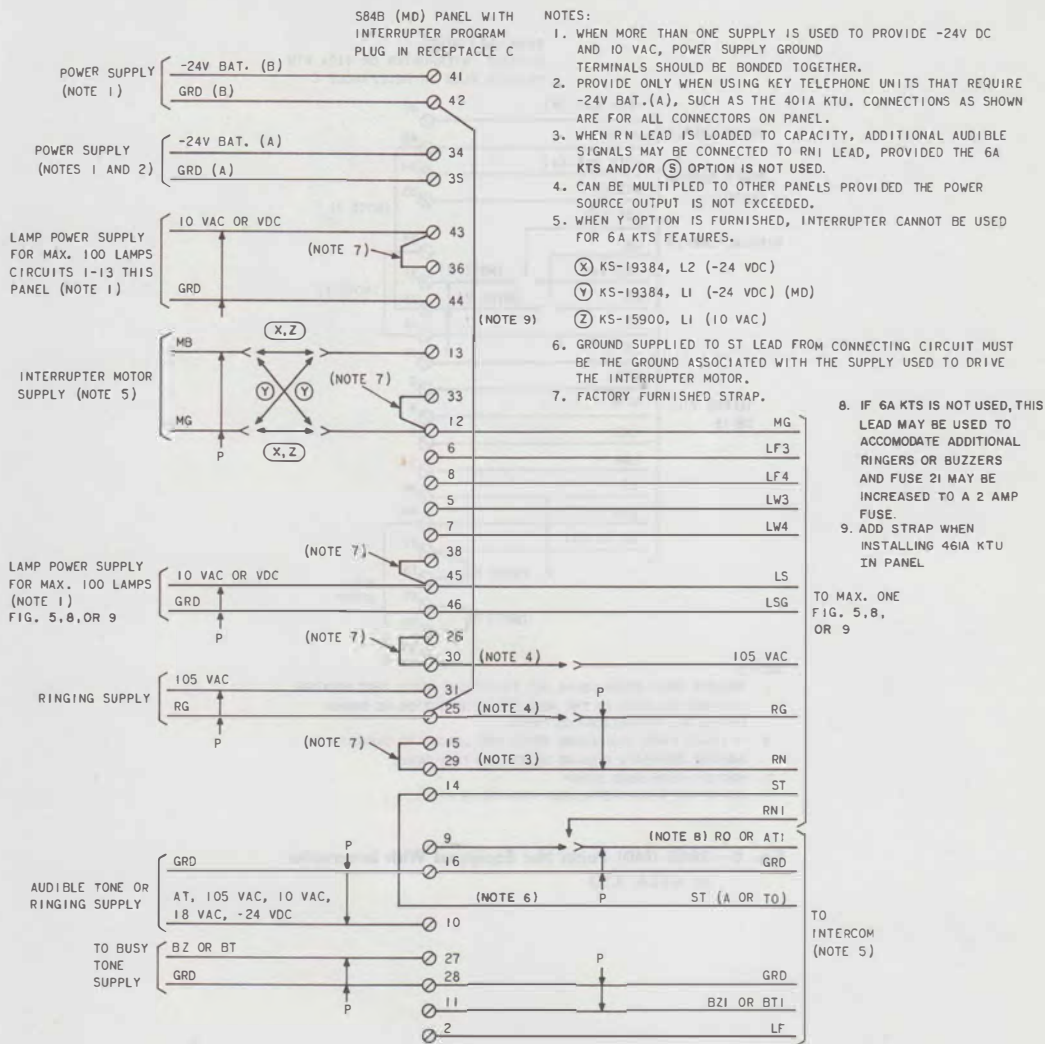 S84B (MD) PANEL WITH
INTERRUPTER PROGRAM
PLUG IN RECEPTACLE C
NOTES:
1. WHEN MORE THAN ONE SUPPLY IS USED TO PROVIDE -24V DC
AND 10 VAC, POWER SUPPLY GROUND
TERMINALS SHOULD BE BONDED TOGETHER.
2. PROVIDE ONLY WHEN USING KEY TELEPHONE UNITS THAT REQUIRE
-24V BAT.(A), SUCH AS THE 401A KTU. CONNECTIONS AS SHOWN
ARE FOR ALL CONNECTORS ON PANEL.
3. WHEN RN LEAD IS LOADED TO CAPACITY, ADDITIONAL AUDIBLE
SIGNALS MAY BE CONNECTED TO RN1 LEAD, PROVIDED THE 6A
KTS AND/OR (S) OPTION IS NOT USED.
4. CAN BE MULTIPLED TO OTHER PANELS PROVIDED THE POWER
SOURCE OUTPUT IS NOT EXCEEDED.
5. WHEN Y OPTION IS FURNISHED, INTERRUPTER CANNOT BE USED
FOR 6A KTS FEATURES.
(X) KS-19384, L2 (-24 VDC)
(Y) KS-19384, L1 (-24 VDC) (MD)
(Z) KS-15900, L1 (10 VAC)
6. GROUND SUPPLIED TO ST LEAD FROM CONNECTING CIRCUIT MUST
BE THE GROUND ASSOCIATED WITH THE SUPPLY USED TO DRIVE
THE INTERRUPTER MOTOR.
7. FACTORY FURNISHED STRAP.
8. IF 6A KTS IS NOT USED, THIS
LEAD MAY BE USED TO
ACCOMODATE ADDITIONAL
RINGERS OR BUZZERS
AND FUSE 21 MAY BE
INCREASED TO A 2 AMP
FUSE.
9. ADD STRAP WHEN
INSTALLING 461A KTU
IN PANEL
POWER SUPPLY
(NOTE 1)
-24V BAT. (B)
41
GRD (B)
42
POWER SUPPLY
(NOTES 1 AND 2)
-24V BAT. (A)
34
GRD (A)
35
LAMP POWER SUPPLY
FOR MAX. 100 LAMPS
CIRCUITS 1-13 THIS
PANEL (NOTE 1)
10 VAC OR VDC
43
(NOTE 7)
36
GRD
44
P
(NOTE 9)
INTERRUPTER MOTOR
SUPPLY (NOTE 5)
MB
X,Z
13
Y
Y
(NOTE 7)
33
MG
X,Z
12
MG
P
6
LF3
8
LF4
5
LW3
7
LW4
(NOTE 7)
38
LAMP POWER SUPPLY
FOR MAX. 100 LAMPS
(NOTE 1)
FIG. 5,8,OR 9
10 VAC OR VDC
45
LS
GRD
46
LSG
P
TO MAX. ONE
FIG. 5,8,
OR 9
(NOTE 7)
26
30
(NOTE 4)
105 VAC
RINGING SUPPLY
105 VAC
31
RG
25
(NOTE 4)
P
RG
P
(NOTE 7)
15
29
(NOTE 3)
RN
14
ST
RN1
9
(NOTE 8) RO OR AT1
P
GRD
16
GRD
AUDIBLE TONE OR
RINGING SUPPLY
AT, 105 VAC, 10 VAC,
18 VAC, -24 VDC
10
(NOTE 6)
P
ST (A OR TO)
TO
INTERCOM
(NOTE 5)
TO BUSY
TONE
SUPPLY
BZ OR BT
27
GRD
28
P
GRD
P
11
BZ1 OR BT1
2
LF